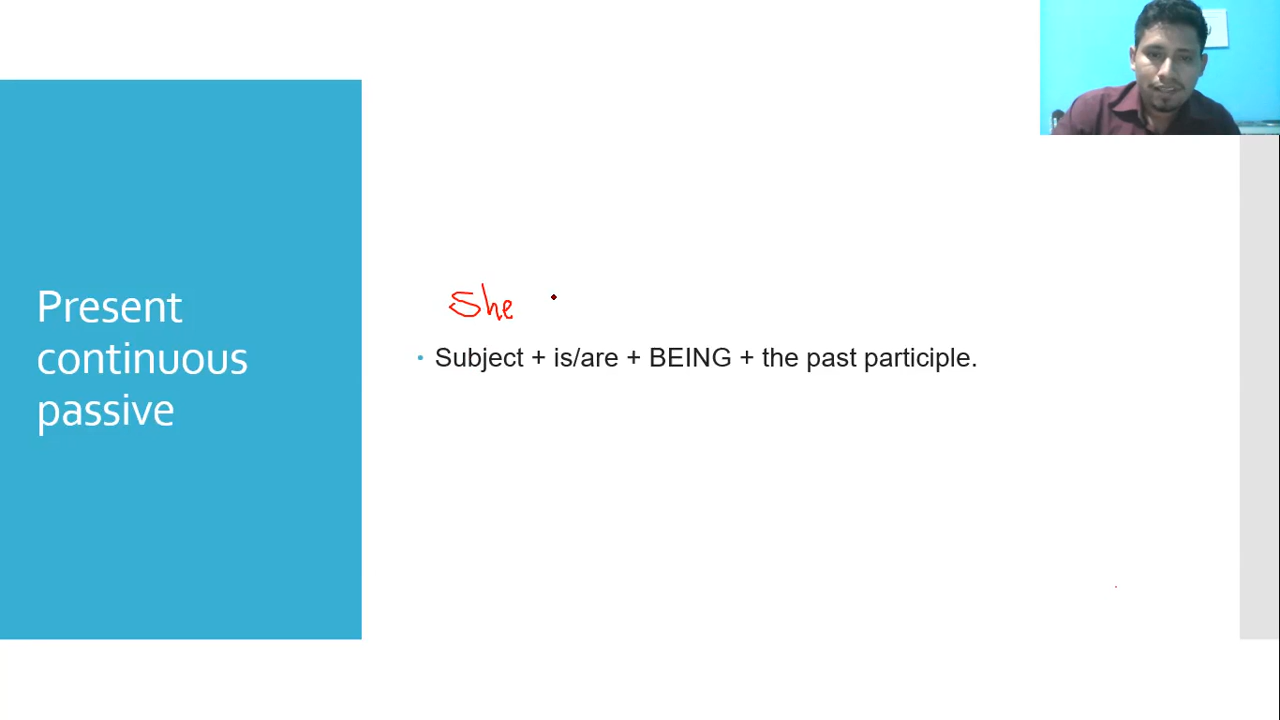 Present
continuous
passive
She
• Subject + is/are + BEING + the past participle.